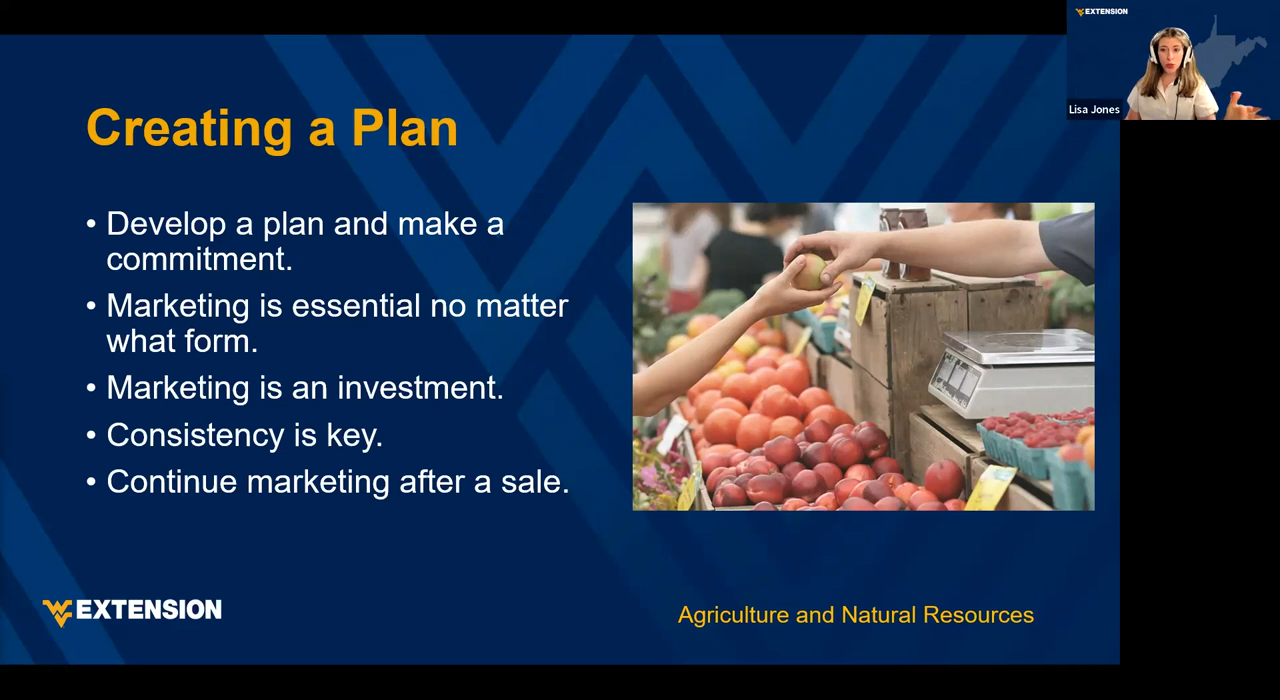 EXTENSION
Lisa Jones
Creating a Plan
• Develop a plan and make a
commitment.
• Marketing is essential no matter
what form.
• Marketing is an investment.
• Consistency is key.
• Continue marketing after a sale.
EXTENSION
Agriculture and Natural Resources